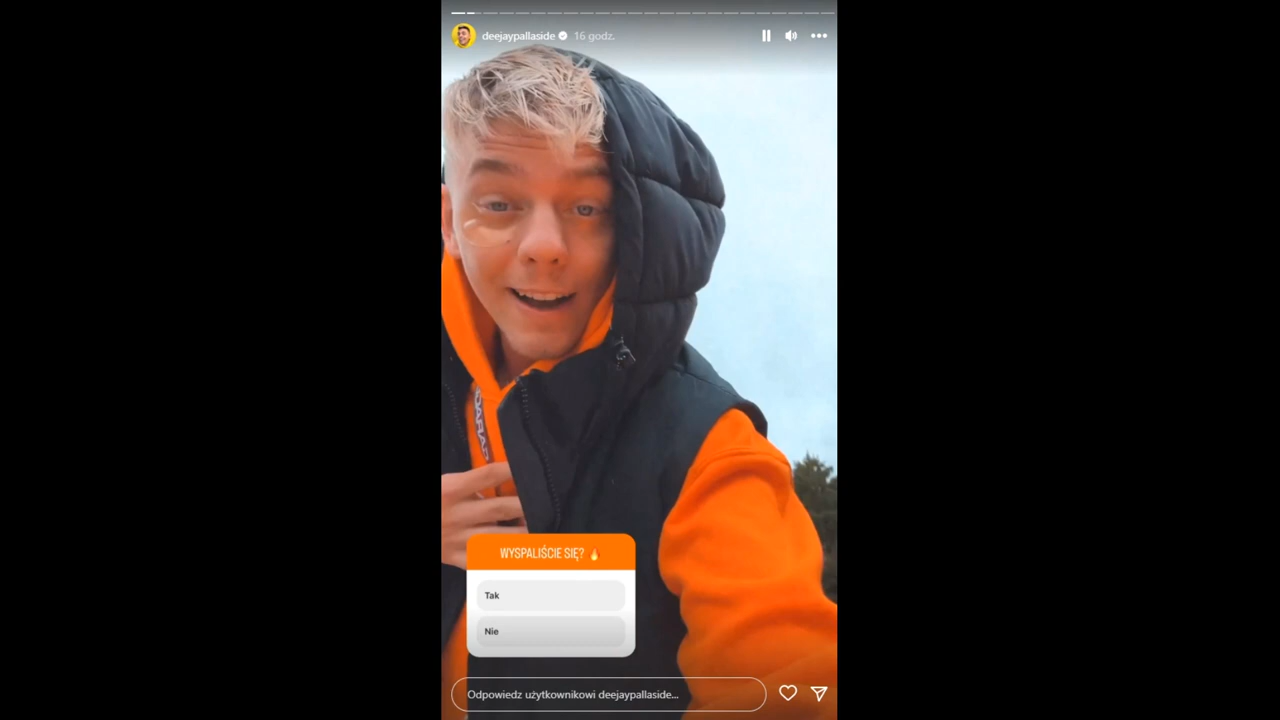 deejaypallaside 16 godz.
WYSPALIŚCIE SIĘ? 🔥
Tak
Nie
Odpowiedz użytkownikowi deejaypallaside...